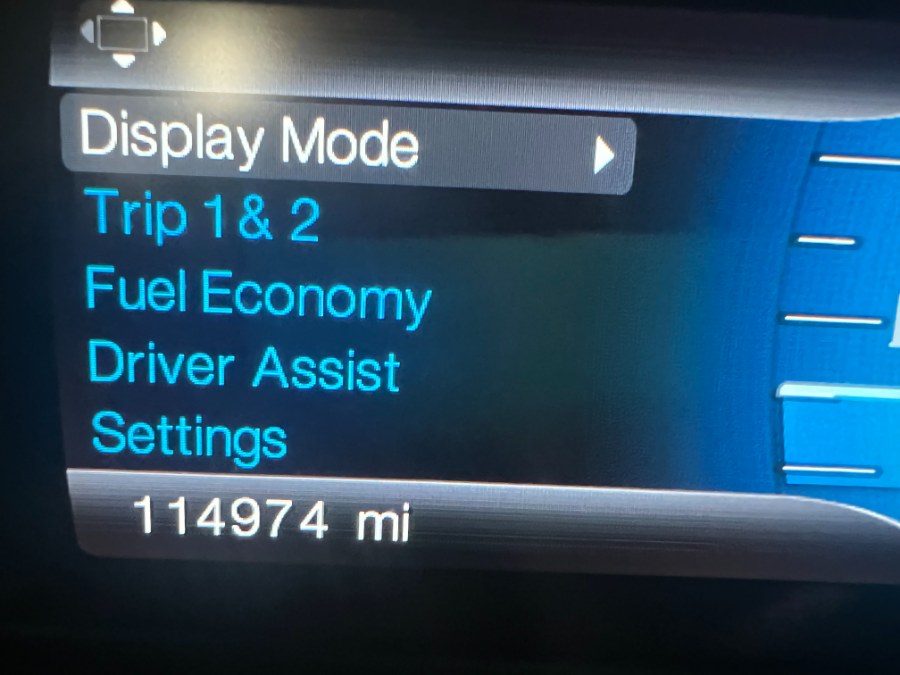 Display Mode
Trip 1 & 2
Fuel Economy
Driver Assist
Settings
114974 mi